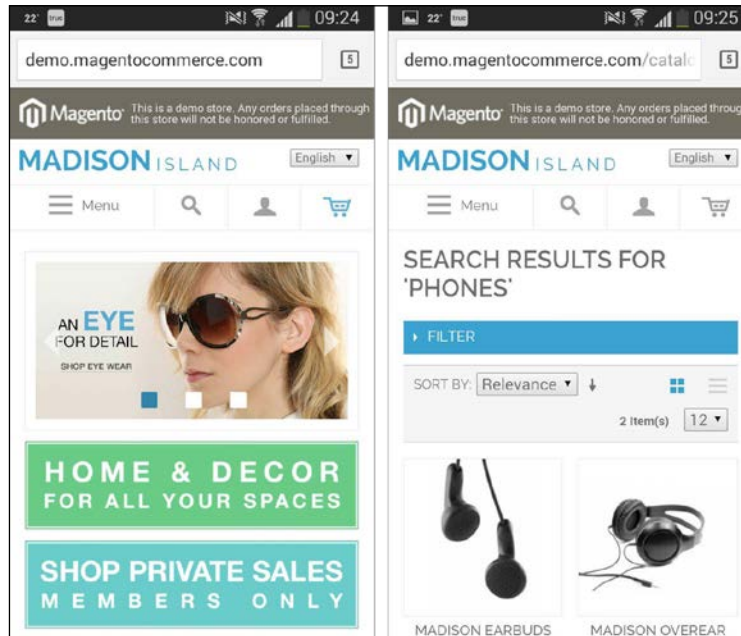 22°
true
09:24
demo.magentocommerce.com
5
Magento
This is a demo store. Any orders placed through
this store will not be honored or fulfilled.
MADISON ISLAND
English
Menu
AN EYE
FOR DETAIL
SHOP EYE WEAR
HOME & DECOR
FOR ALL YOUR SPACES
SHOP PRIVATE SALES
MEMBERS ONLY
22°
true
09:25
demo.magentocommerce.com/catalo
5
Magento
This is a demo store. Any orders placed throug
this store will not be honored or fulfilled.
MADISON ISLAND
English
Menu
SEARCH RESULTS FOR
'PHONES'
FILTER
SORT BY: Relevance
2 Item(s) 12
MADISON EARBUDS
MADISON OVEREAR